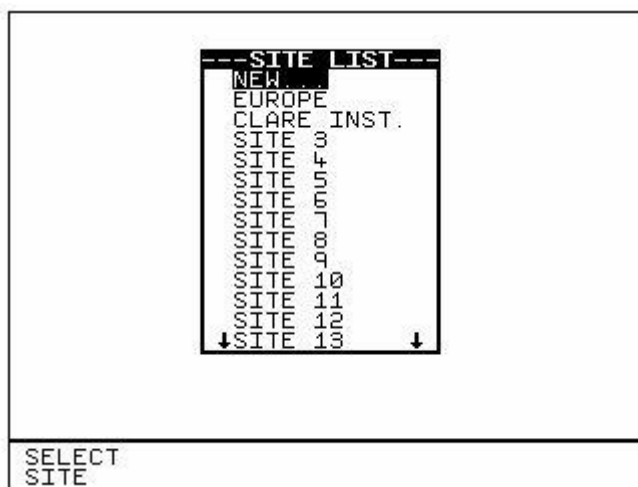 ---SITE LIST---
NEW...
EUROPE
CLARE INST.
SITE 3
SITE 4
SITE 5
SITE 6
SITE 7
SITE 8
SITE 9
SITE 10
SITE 11
SITE 12
↓SITE 13 ↓
SELECT
SITE